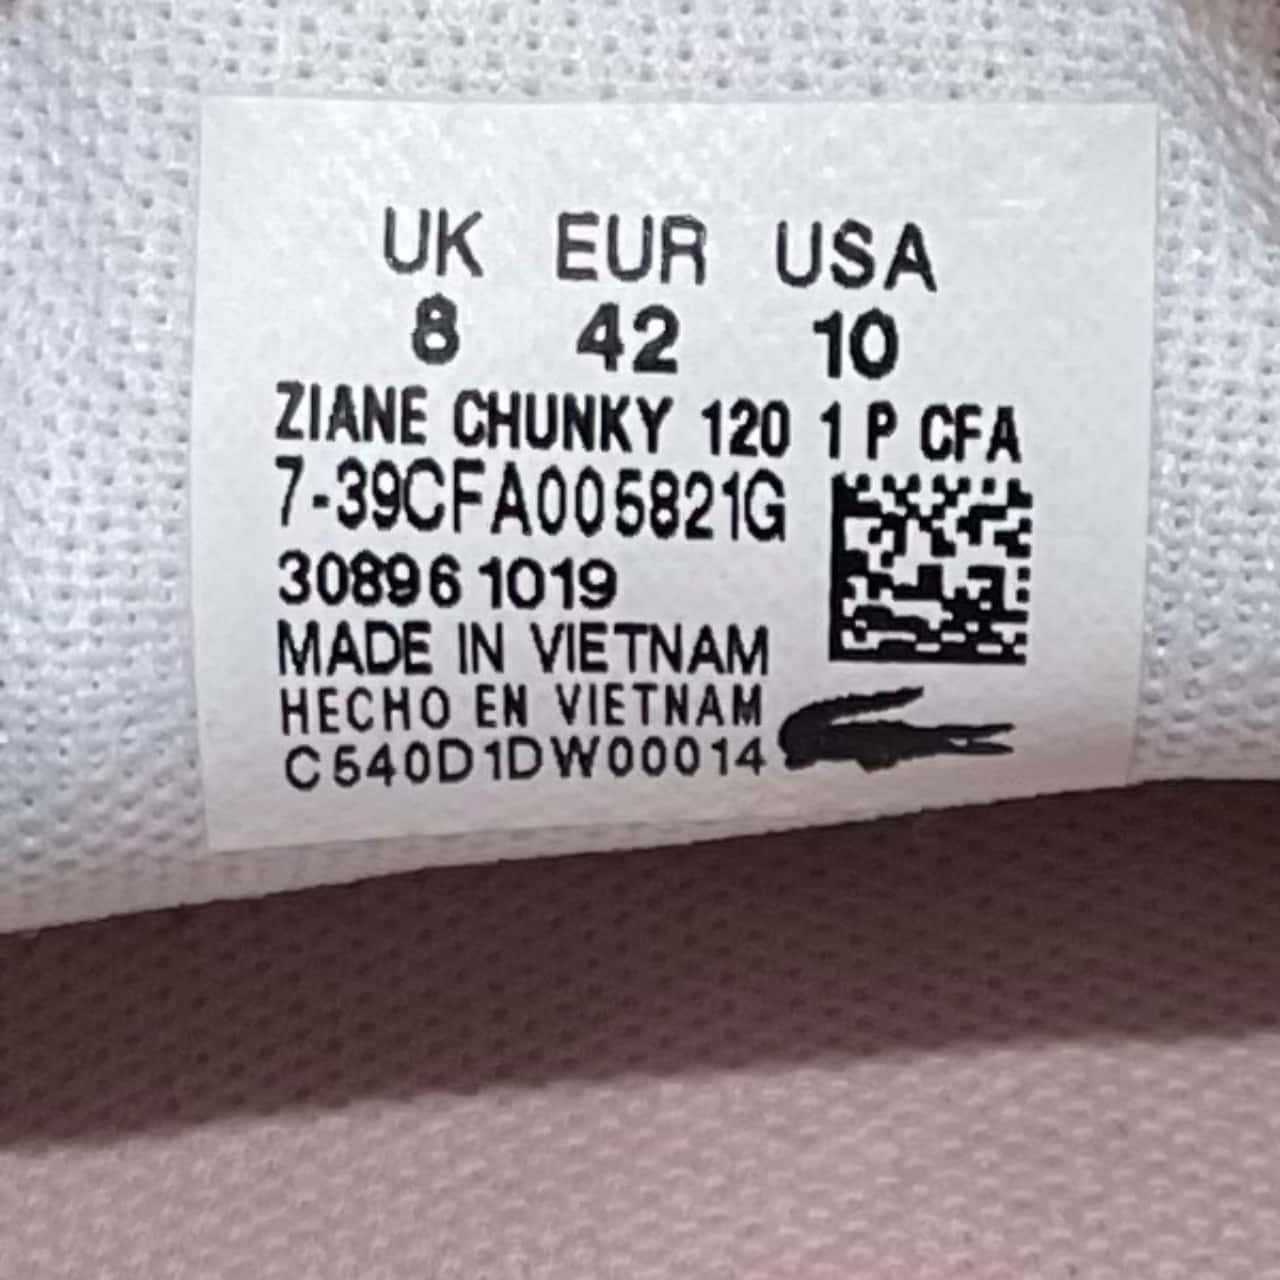 UK EUR USA
8 42 10
ZIANE CHUNKY 120 1 P CFA
7-39CFA005821G
30896 1019
MADE IN VIETNAM
HECHO EN VIETNAM
C540D1DW00014